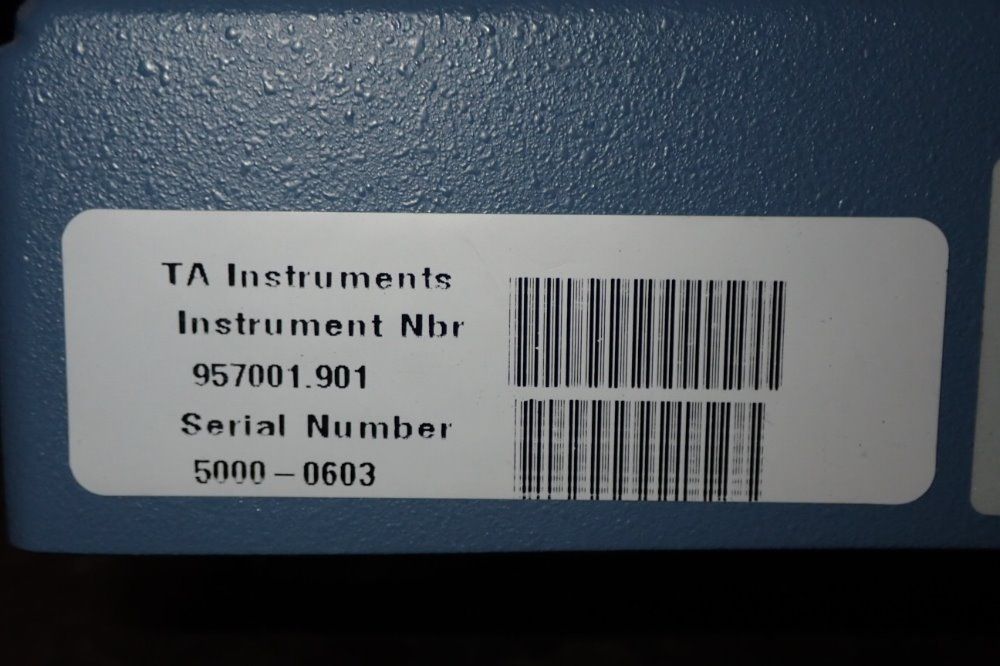 TA Instruments
Instrument Nbr
957001.901
Serial Number
5000-0603